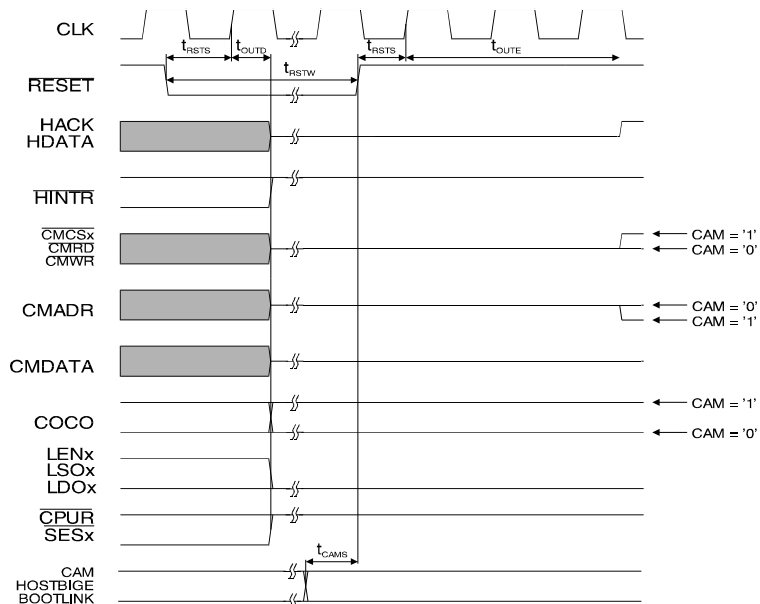 CLK
tRSTS tOUTD tRSTW tRSTS tOUTE
RESET
HACK
HDATA
HINTR
CMCSx
CMRD
CMWR
CAM = '1'
CAM = '0'
CMADR
CAM = '0'
CAM = '1'
CMDATA
COCO
CAM = '1'
CAM = '0'
LENx
LSOx
LDOx
CPUR
SESx
tCAMS
CAM
HOSTBIGE
BOOTLINK